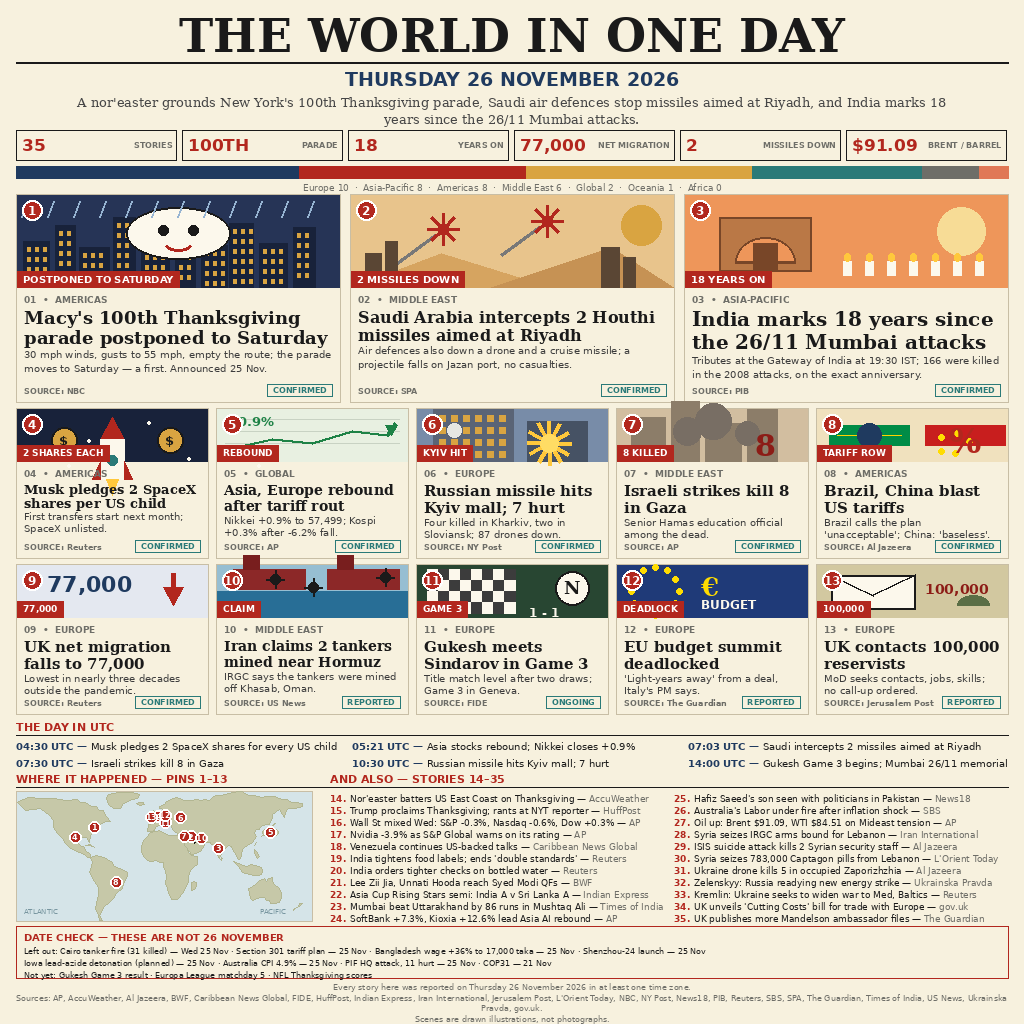 THE WORLD IN ONE DAY
THURSDAY 26 NOVEMBER 2026
A nor'easter grounds New York's 100th Thanksgiving parade, Saudi air defences stop missiles aimed at Riyadh, and India marks 18
years since the 26/11 Mumbai attacks.
35 STORIES
100TH PARADE
18 YEARS ON
77,000 NET MIGRATION
2 MISSILES DOWN
$91.09 BRENT / BARREL
Europe 10 · Asia-Pacific 8 · Americas 8 · Middle East 6 · Global 2 · Oceania 1 · Africa 0
1
POSTPONED TO SATURDAY
01 • AMERICAS
Macy's 100th Thanksgiving
parade postponed to Saturday
30 mph winds, gusts to 55 mph, empty the route; the parade
moves to Saturday — a first. Announced 25 Nov.
SOURCE: NBC
CONFIRMED
2
2 MISSILES DOWN
02 • MIDDLE EAST
Saudi Arabia intercepts 2 Houthi
missiles aimed at Riyadh
Air defences also down a drone and a cruise missile; a
projectile falls on Jazan port, no casualties.
SOURCE: SPA
CONFIRMED
3
18 YEARS ON
03 • ASIA-PACIFIC
India marks 18 years since
the 26/11 Mumbai attacks
Tributes at the Gateway of India at 19:30 IST; 166 were killed
in the 2008 attacks, on the exact anniversary.
SOURCE: PIB
CONFIRMED
4
$
$
2 SHARES EACH
04 • AMERICAS
Musk pledges 2 SpaceX
shares per US child
First transfers start next month;
SpaceX unlisted.
SOURCE: Reuters
CONFIRMED
5
0.9%
REBOUND
05 • GLOBAL
Asia, Europe rebound
after tariff rout
Nikkei +0.9% to 57,499; Kospi
+0.3% after -6.2% fall.
SOURCE: AP
CONFIRMED
6
KYIV HIT
06 • EUROPE
Russian missile hits
Kyiv mall; 7 hurt
Four killed in Kharkiv, two in
Sloviansk; 87 drones down.
SOURCE: NY Post
CONFIRMED
7
8
8 KILLED
07 • MIDDLE EAST
Israeli strikes kill 8
in Gaza
Senior Hamas education official
among the dead.
SOURCE: AP
CONFIRMED
8
%
TARIFF ROW
08 • AMERICAS
Brazil, China blast
US tariffs
Brazil calls the plan
'unacceptable'; China: 'baseless'.
SOURCE: Al Jazeera
CONFIRMED
9
77,000
77,000
09 • EUROPE
UK net migration
falls to 77,000
Lowest in nearly three decades
outside the pandemic.
SOURCE: Reuters
CONFIRMED
10
CLAIM
10 • MIDDLE EAST
Iran claims 2 tankers
mined near Hormuz
IRGC says the tankers were mined
off Khasab, Oman.
SOURCE: US News
REPORTED
11
N
1 - 1
GAME 3
11 • EUROPE
Gukesh meets
Sindarov in Game 3
Title match level after two draws;
Game 3 in Geneva.
SOURCE: FIDE
ONGOING
12
€
BUDGET
DEADLOCK
12 • EUROPE
EU budget summit
deadlocked
'Light-years away' from a deal,
Italy's PM says.
SOURCE: The Guardian
REPORTED
13
100,000
100,000
13 • EUROPE
UK contacts 100,000
reservists
MoD seeks contacts, jobs, skills;
no call-up ordered.
SOURCE: Jerusalem Post
REPORTED
THE DAY IN UTC
04:30 UTC — Musk pledges 2 SpaceX shares for every US child
05:21 UTC — Asia stocks rebound; Nikkei closes +0.9%
07:03 UTC — Saudi intercepts 2 missiles aimed at Riyadh
07:30 UTC — Israeli strikes kill 8 in Gaza
10:30 UTC — Russian missile hits Kyiv mall; 7 hurt
14:00 UTC — Gukesh Game 3 begins; Mumbai 26/11 memorial
WHERE IT HAPPENED — PINS 1–13
1
4
8
6
5
3
ATLANTIC
PACIFIC
AND ALSO — STORIES 14–35
14. Nor'easter batters US East Coast on Thanksgiving — AccuWeather
15. Trump proclaims Thanksgiving; rants at NYT reporter — HuffPost
16. Wall St mixed Wed: S&P -0.3%, Nasdaq -0.6%, Dow +0.3% — AP
17. Nvidia -3.9% as S&P Global warns on its rating — AP
18. Venezuela continues US-backed talks — Caribbean News Global
19. India tightens food labels; ends 'double standards' — Reuters
20. India orders tighter checks on bottled water — Reuters
21. Lee Zii Jia, Unnati Hooda reach Syed Modi QFs — BWF
22. Asia Cup Rising Stars semi: India A v Sri Lanka A — Indian Express
23. Mumbai beat Uttarakhand by 86 runs in Mushtaq Ali — Times of India
24. SoftBank +7.3%, Kioxia +12.6% lead Asia AI rebound — AP
25. Hafiz Saeed's son seen with politicians in Pakistan — News18
26. Australia's Labor under fire after inflation shock — SBS
27. Oil up: Brent $91.09, WTI $84.51 on Mideast tension — AP
28. Syria seizes IRGC arms bound for Lebanon — Iran International
29. ISIS suicide attack kills 2 Syrian security staff — Al Jazeera
30. Syria seizes 783,000 Captagon pills from Lebanon — L'Orient Today
31. Ukraine drone kills 5 in occupied Zaporizhzhia — Al Jazeera
32. Zelenskyy: Russia readying new energy strike — Ukrainska Pravda
33. Kremlin: Ukraine seeks to widen war to Med, Baltics — Reuters
34. UK unveils 'Cutting Costs' bill for trade with Europe — gov.uk
35. UK publishes more Mandelson ambassador files — The Guardian
DATE CHECK — THESE ARE NOT 26 NOVEMBER
Left out: Cairo tanker fire (31 killed) — Wed 25 Nov · Section 301 tariff plan — 25 Nov · Bangladesh wage +36% to 17,000 taka — 25 Nov · Shenzhou-24 launch — 25 Nov
Iowa lead-azide detonation (planned) — 25 Nov · Australia CPI 4.9% — 25 Nov · PIF HQ attack, 11 hurt — 25 Nov · COP31 — 21 Nov
Not yet: Gukesh Game 3 result · Europa League matchday 5 · NFL Thanksgiving scores
Every story here was reported on Thursday 26 November 2026 in at least one time zone.
Sources: AP, AccuWeather, Al Jazeera, BWF, Caribbean News Global, FIDE, HuffPost, Indian Express, Iran International, Jerusalem Post, L'Orient Today, NBC, NY Post, News18, PIB, Reuters, SBS, SPA, The Guardian, Times of India, US News, Ukrainska
Pravda, gov.uk.
Scenes are drawn illustrations, not photographs.